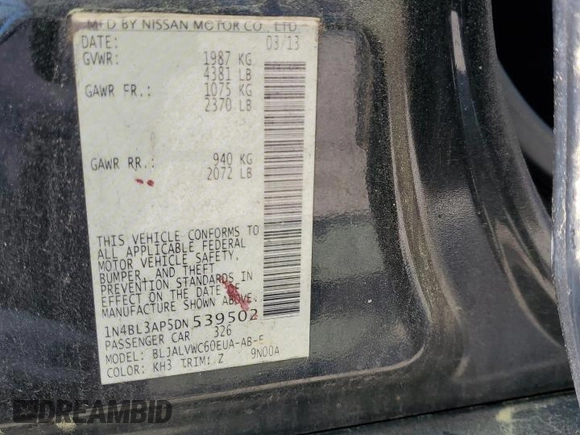 MFD BY NISSAN MOTOR CO., LTD.
DATE: 03/13
GVWR: 1987 KG
4381 LB
GAWR FR.: 1075 KG
2370 LB
GAWR RR.: 940 KG
2072 LB
THIS VEHICLE CONFORMS TO
ALL APPLICABLE FEDERAL
MOTOR VEHICLE SAFETY,
BUMPER, AND THEFT
PREVENTION STANDARDS IN
EFFECT ON THE DATE OF
MANUFACTURE SHOWN ABOVE.
1N4BL3AP5DN 539502
PASSENGER CAR 326
MODEL: BLJALVWC60EUA-AB-F
COLOR: KH3 TRIM: Z 9N00A
DREAMBID